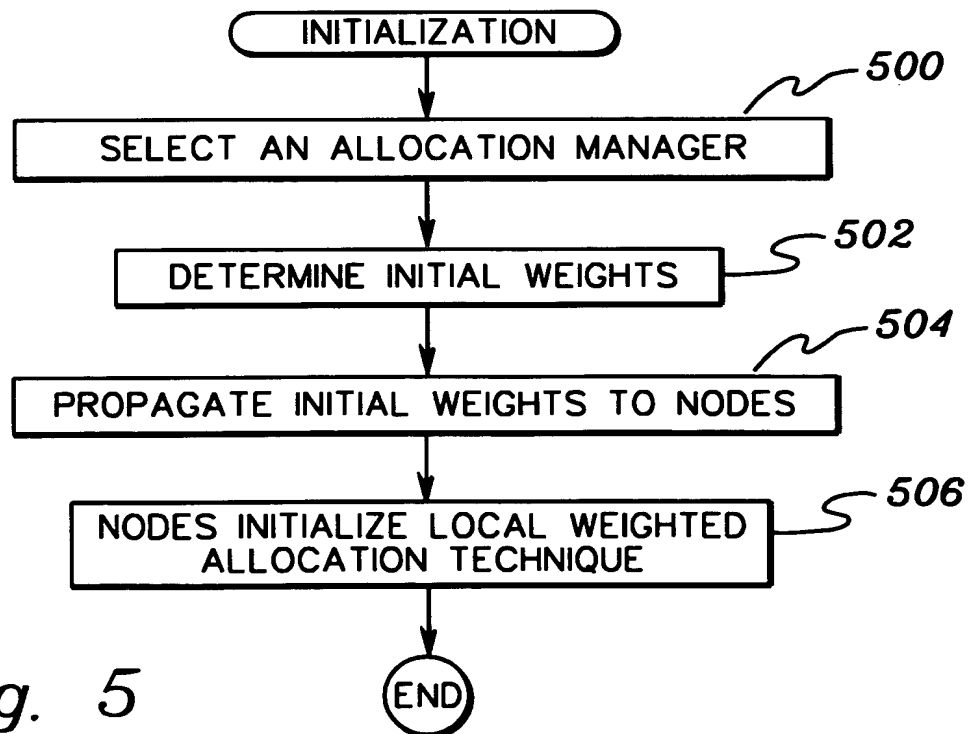 INITIALIZATION
500
SELECT AN ALLOCATION MANAGER
502
DETERMINE INITIAL WEIGHTS
504
PROPAGATE INITIAL WEIGHTS TO NODES
506
NODES INITIALIZE LOCAL WEIGHTED
ALLOCATION TECHNIQUE
END
g. 5